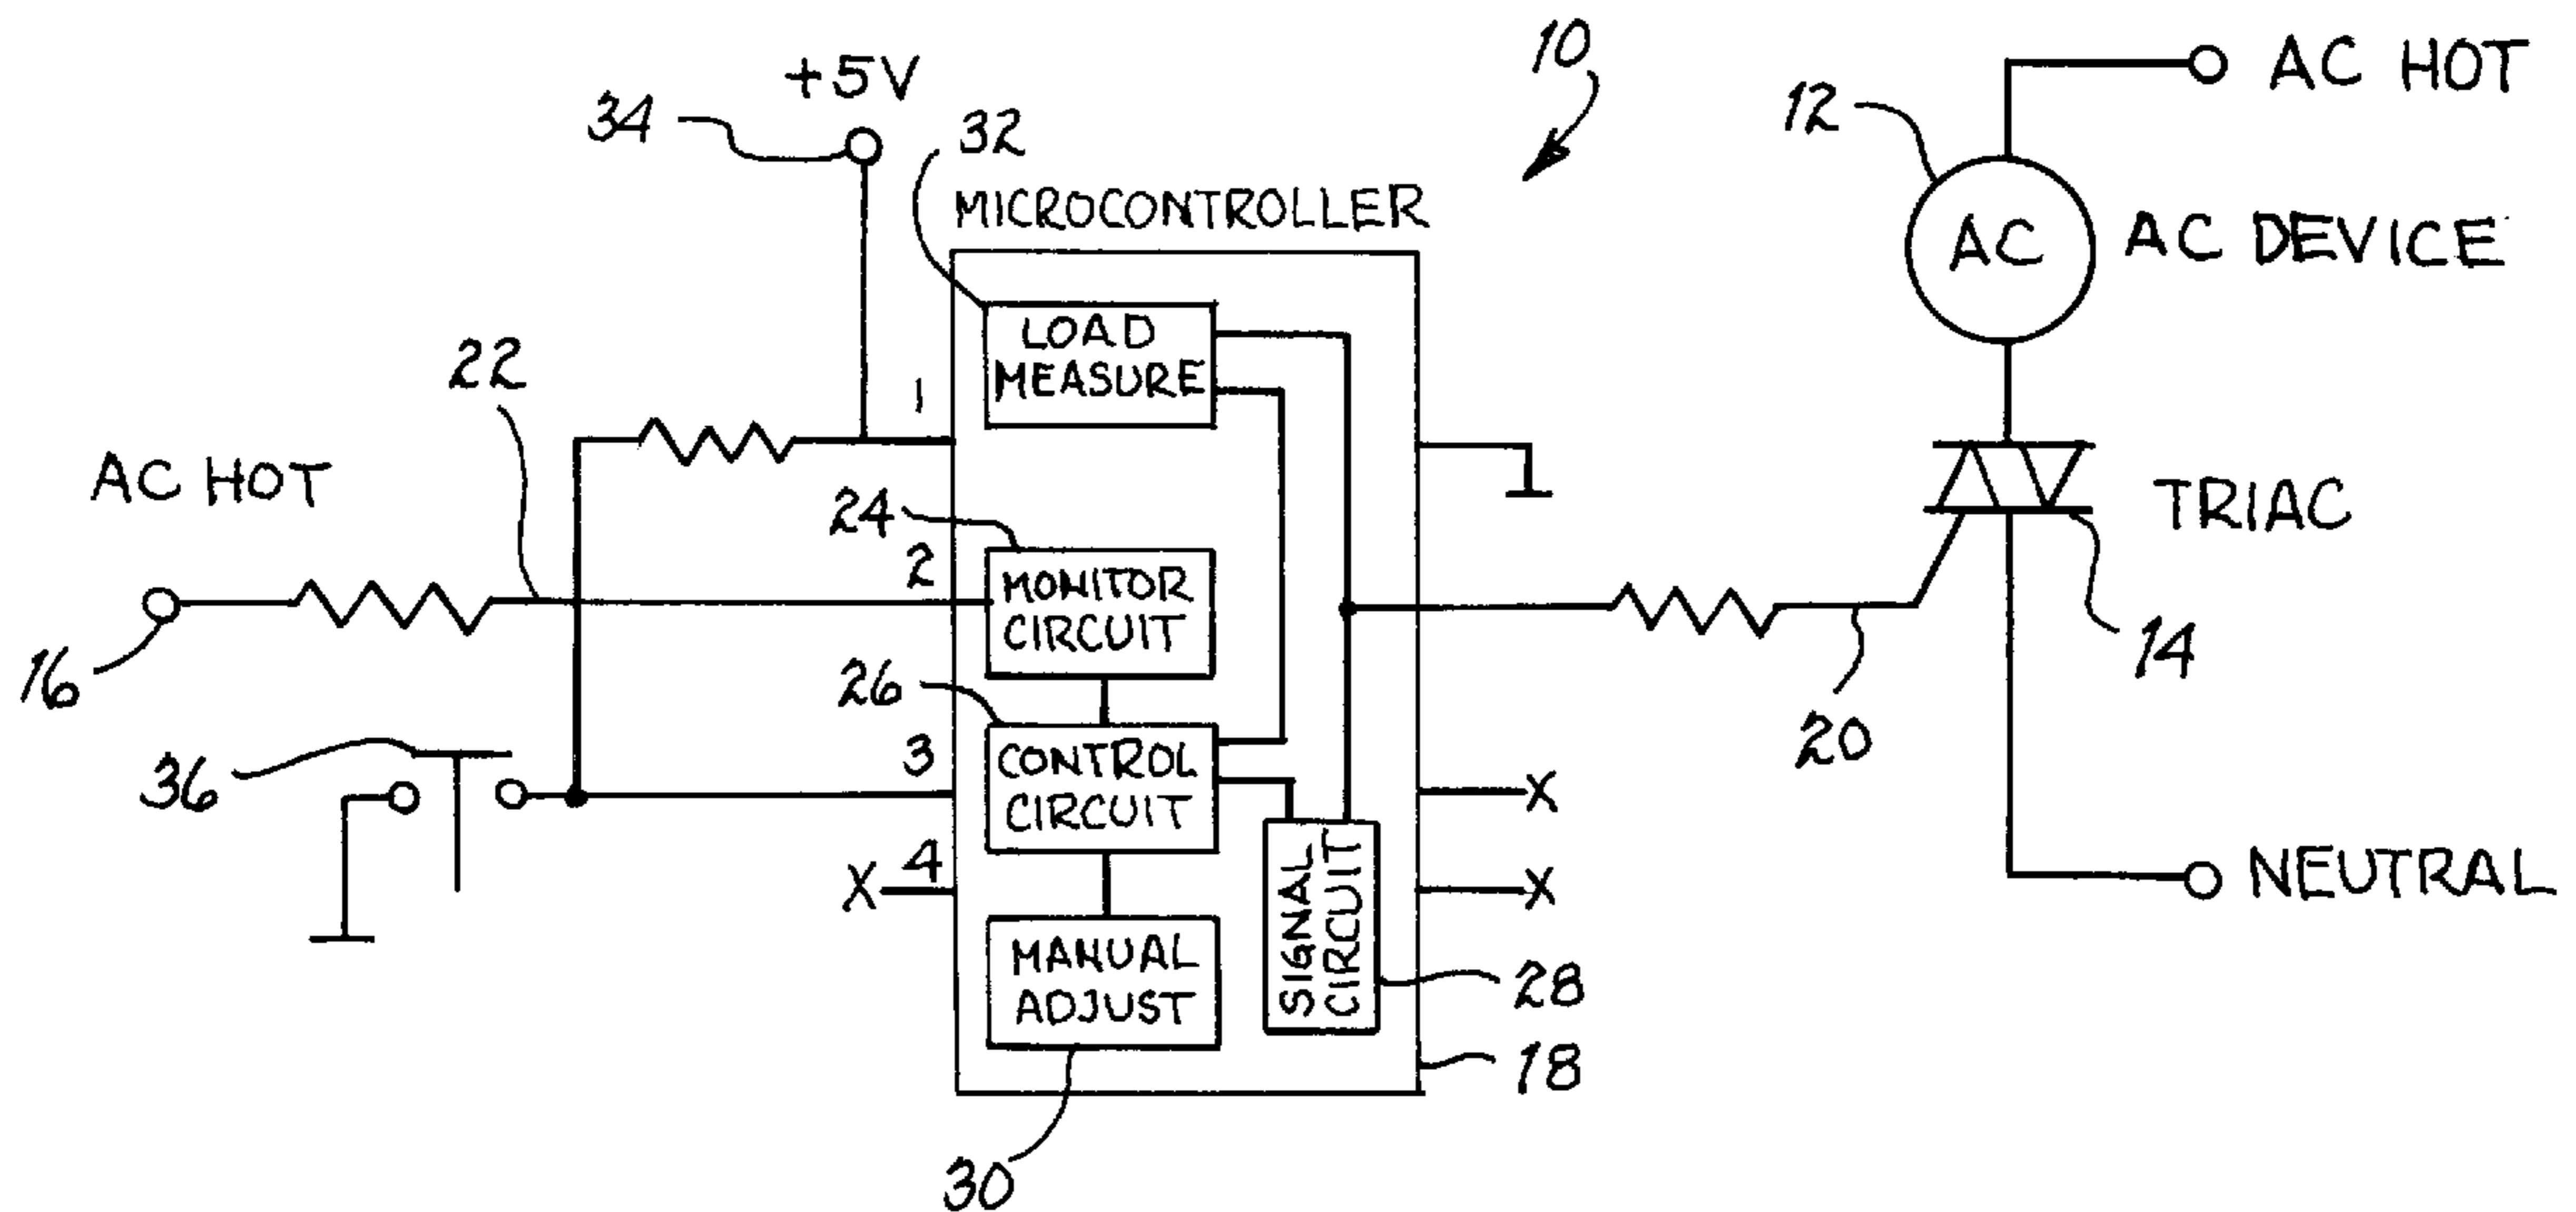 10
AC HOT
+5V
34
32
12
MICROCONTROLLER
AC
AC DEVICE
LOAD
MEASURE
22
1
AC HOT
24
TRIAC
2
MONITOR
CIRCUIT
16
26
14
20
36
3
CONTROL
CIRCUIT
X
4
X
X
SIGNAL
CIRCUIT
NEUTRAL
MANUAL
ADJUST
28
18
30